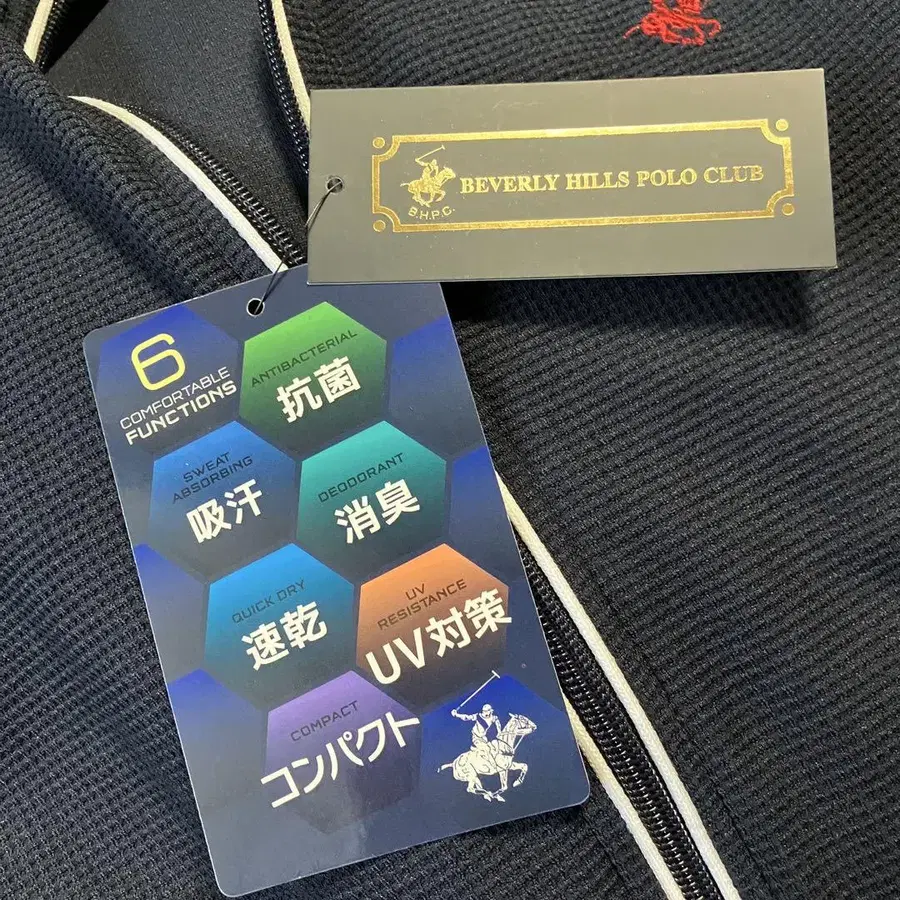 BEVERLY HILLS POLO CLUB
B.H.P.C.
6
COMFORTABLE
FUNCTIONS
ANTIBACTERIAL
抗菌
SWEAT
ABSORBING
吸汗
DEODORANT
消臭
QUICK DRY
速乾
UV
RESISTANCE
UV対策
COMPACT
コンパクト